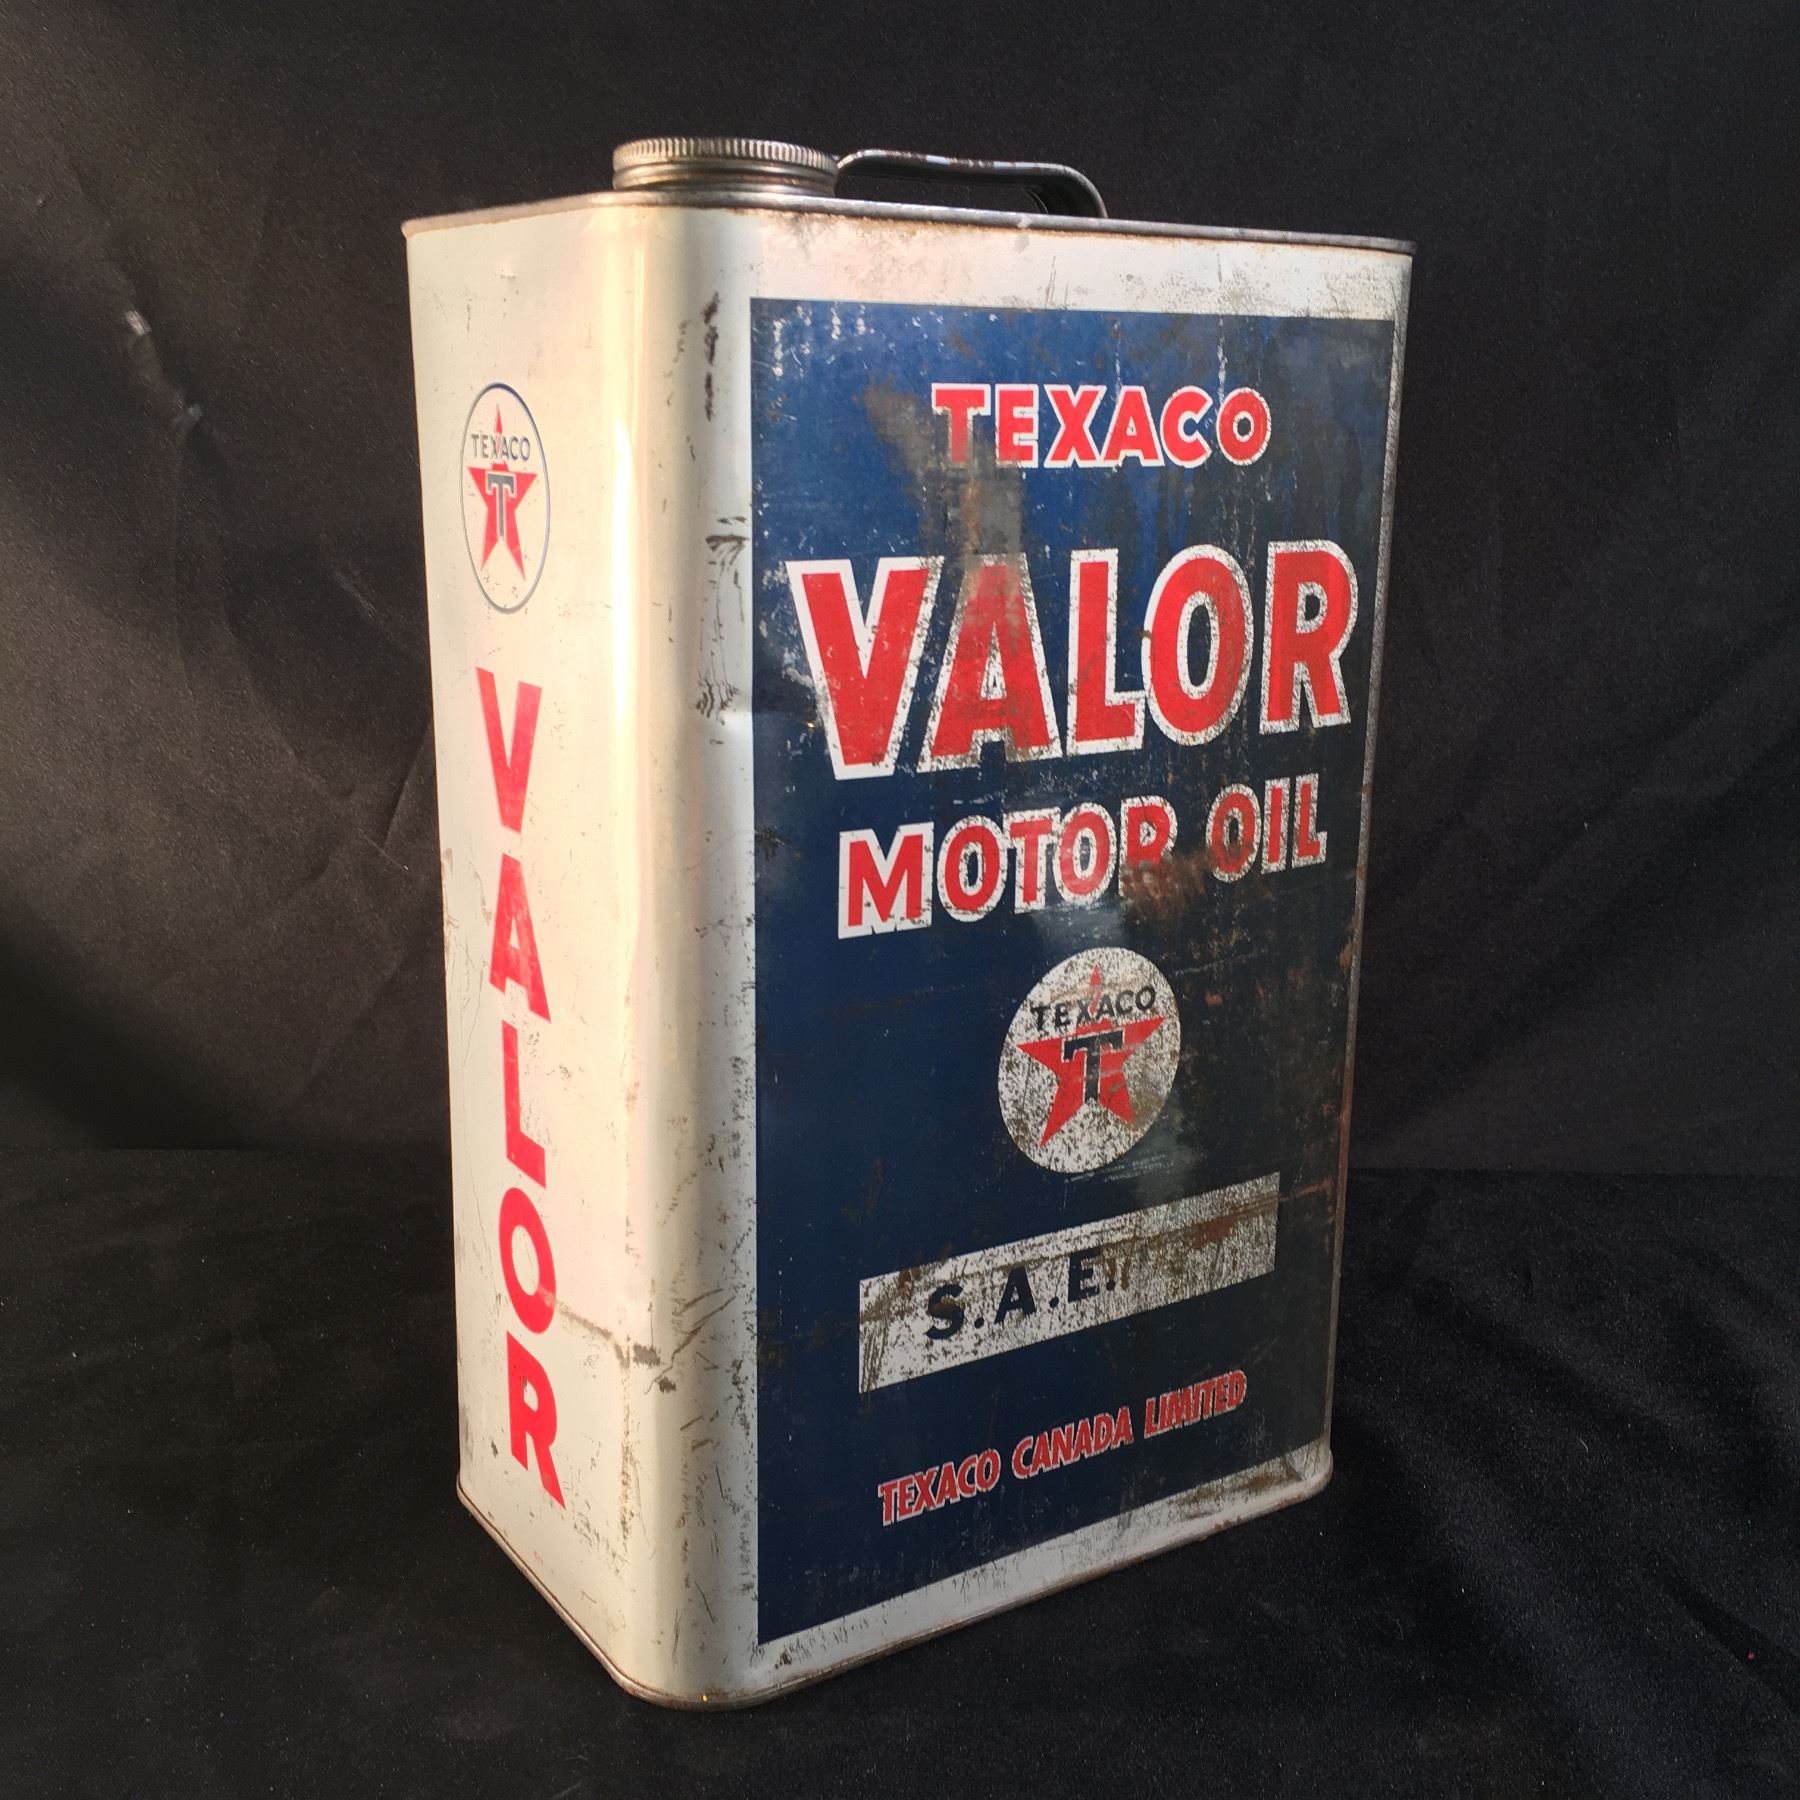 TEXACO
T
VALOR
TEXACO
VALOR
MOTOR OIL
TEXACO
T
S.A.E.
TEXACO CANADA LIMITED